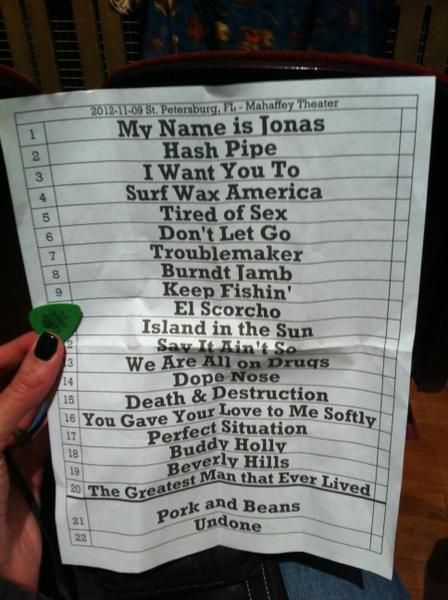 2012-11-09 St. Petersburg, FL - Mahaffey Theater
1 My Name is Jonas
2 Hash Pipe
3 I Want You To
4 Surf Wax America
5 Tired of Sex
6 Don't Let Go
7 Troublemaker
8 Burndt Jamb
9 Keep Fishin'
El Scorcho
Island in the Sun
2 Say It Ain't So
13 We Are All on Drugs
14 Dope Nose
15 Death & Destruction
16 You Gave Your Love to Me Softly
17 Perfect Situation
18 Buddy Holly
19 Beverly Hills
20 The Greatest Man that Ever Lived
21 Pork and Beans
22 Undone